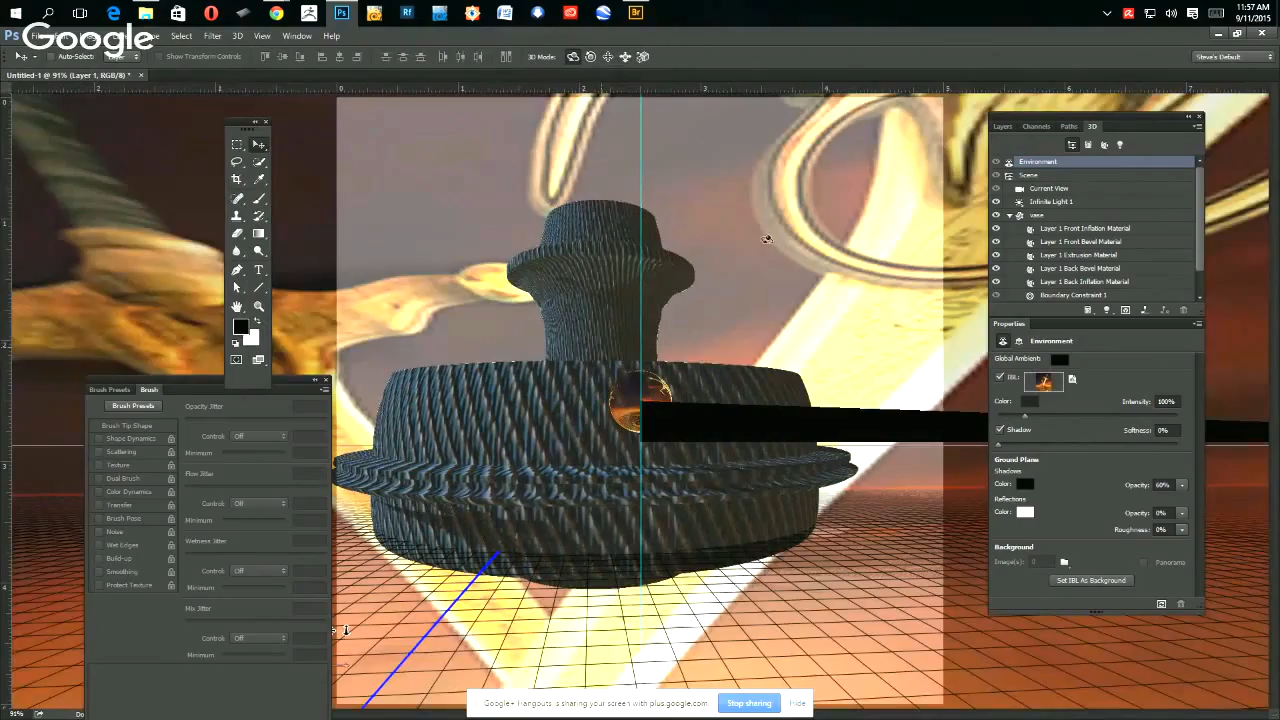 11:57 AM
9/11/2015
Google
Ps
Select
Filter
3D
View
Window
Help
Auto-Select:
Layer
Show Transform Controls
3D Mode:
Steve's Default
Untitled-1 @ 91% (Layer 1, RGB/8) *
Layers
Channels
Paths
3D
Environment
Scene
Current View
Infinite Light 1
vase
Layer 1 Front Inflation Material
Layer 1 Front Bevel Material
Layer 1 Extrusion Material
Layer 1 Back Bevel Material
Layer 1 Back Inflation Material
Boundary Constraint 1
Properties
Environment
Global Ambient:
IBL:
Color:
Intensity: 100%
Shadow
Softness: 0%
Ground Plane
Shadows
Color:
Opacity: 60%
Reflections
Color:
Opacity: 0%
Roughness: 0%
Background
Image(s): 0
Panorama
Set IBL As Background
Brush Presets
Brush
Brush Presets
Brush Tip Shape
Shape Dynamics
Scattering
Texture
Dual Brush
Color Dynamics
Transfer
Brush Pose
Noise
Wet Edges
Build-up
Smoothing
Protect Texture
Opacity Jitter
Control: Off
Minimum
Flow Jitter
Control: Off
Minimum
Wetness Jitter
Control: Off
Minimum
Mix Jitter
Control: Off
Minimum
91%
Google+ Hangouts is sharing your screen with plus.google.com.
Stop sharing
Hide